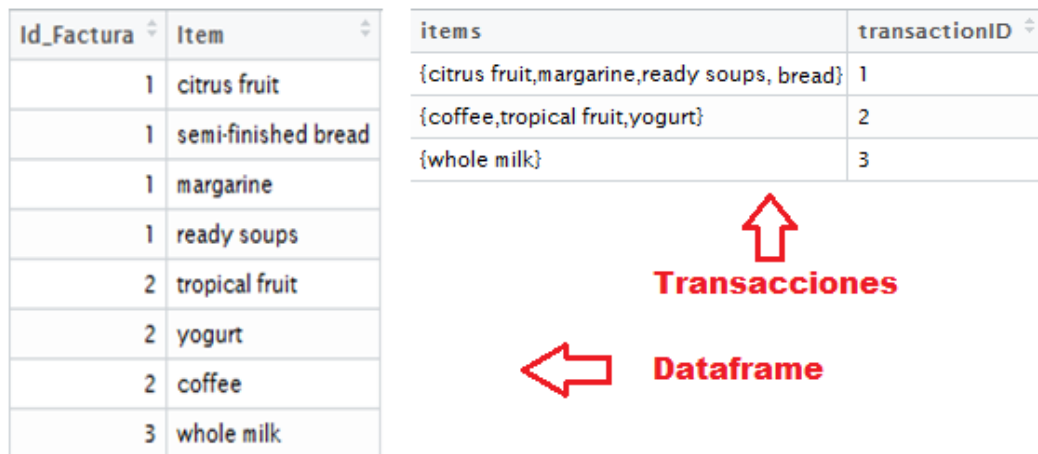 Id_Factura Item
1 citrus fruit
1 semi-finished bread
1 margarine
1 ready soups
2 tropical fruit
2 yogurt
2 coffee
3 whole milk
items transactionID
{citrus fruit,margarine,ready soups, bread} 1
{coffee,tropical fruit,yogurt} 2
{whole milk} 3
Transacciones
Dataframe